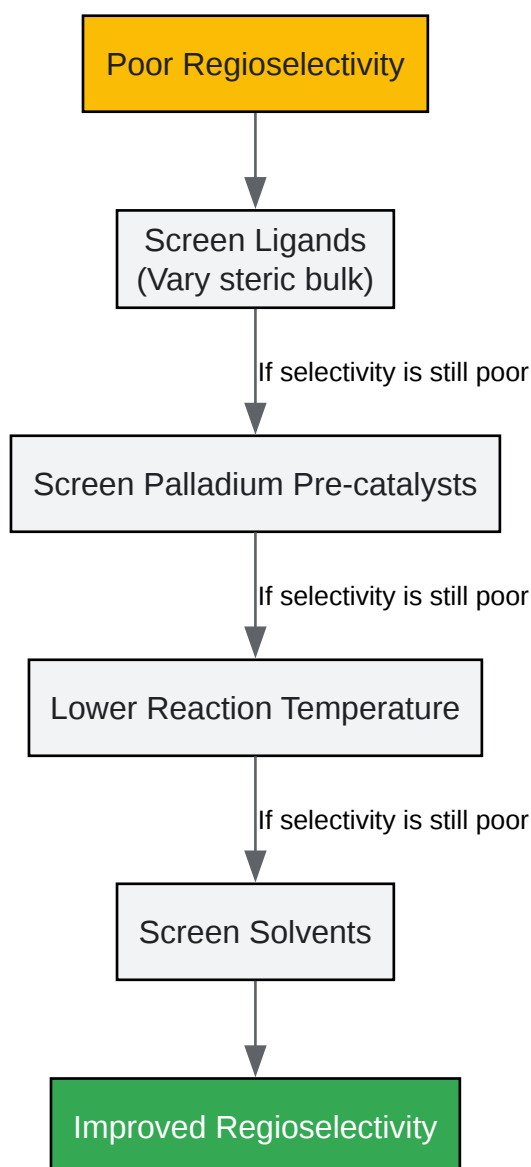 Poor Regioselectivity
Screen Ligands
(Vary steric bulk)
If selectivity is still poor
Screen Palladium Pre-catalysts
If selectivity is still poor
Lower Reaction Temperature
If selectivity is still poor
Screen Solvents
Improved Regioselectivity